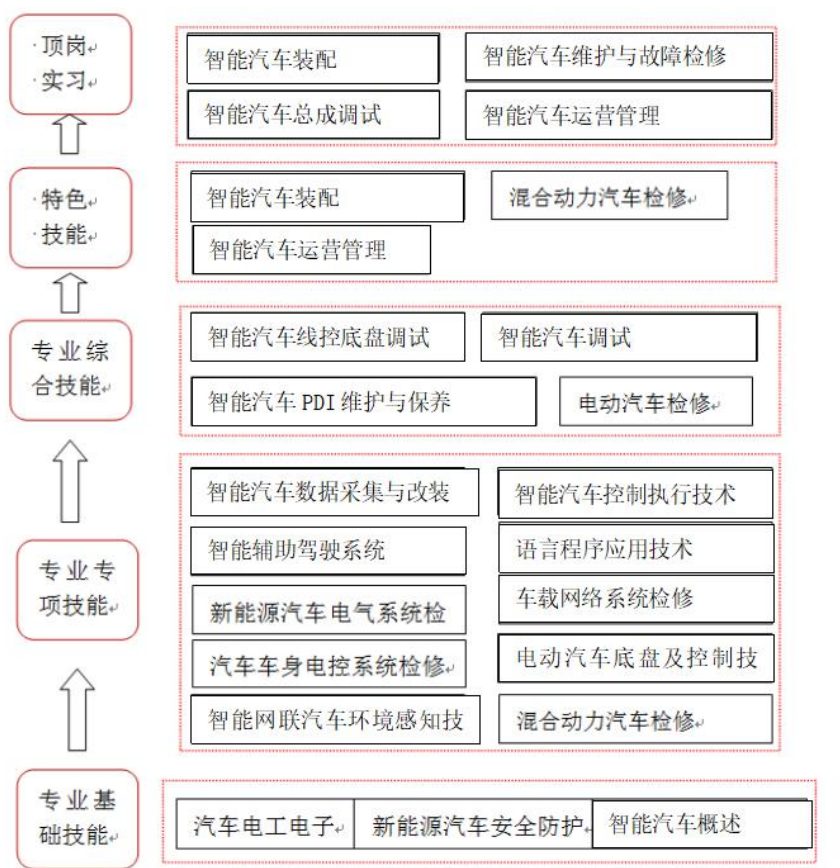 ·顶岗
·实习
智能汽车装配
智能汽车维护与故障检修
智能汽车总成调试
智能汽车运营管理
·特色
·技能
智能汽车装配
混合动力汽车检修
智能汽车运营管理
专业综
合技能
智能汽车线控底盘调试
智能汽车调试
智能汽车 PDI 维护与保养
电动汽车检修
专业专
项技能
智能汽车数据采集与改装
智能汽车控制执行技术
智能辅助驾驶系统
语言程序应用技术
新能源汽车电气系统检
车载网络系统检修
汽车车身电控系统检修
电动汽车底盘及控制技
智能网联汽车环境感知技
混合动力汽车检修
专业基
础技能
汽车电工电子
新能源汽车安全防护
智能汽车概述